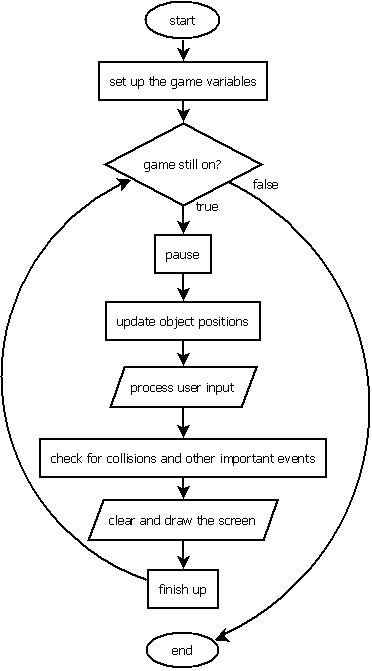 start
set up the game variables
game still on?
false
true
pause
update object positions
process user input
check for collisions and other important events
clear and draw the screen
finish up
end